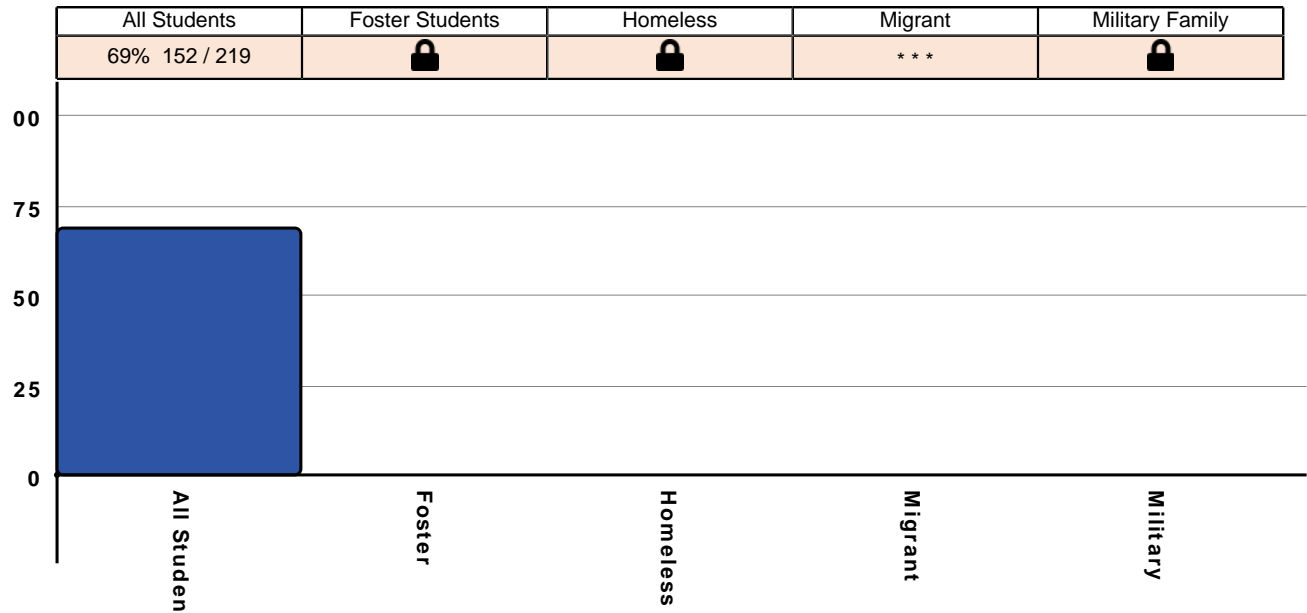 All Students Foster Students Homeless Migrant Military Family
69% 152 / 219 * * *
00
75
50
25
0
All Studen
Foster
Homeless
Migrant
Military